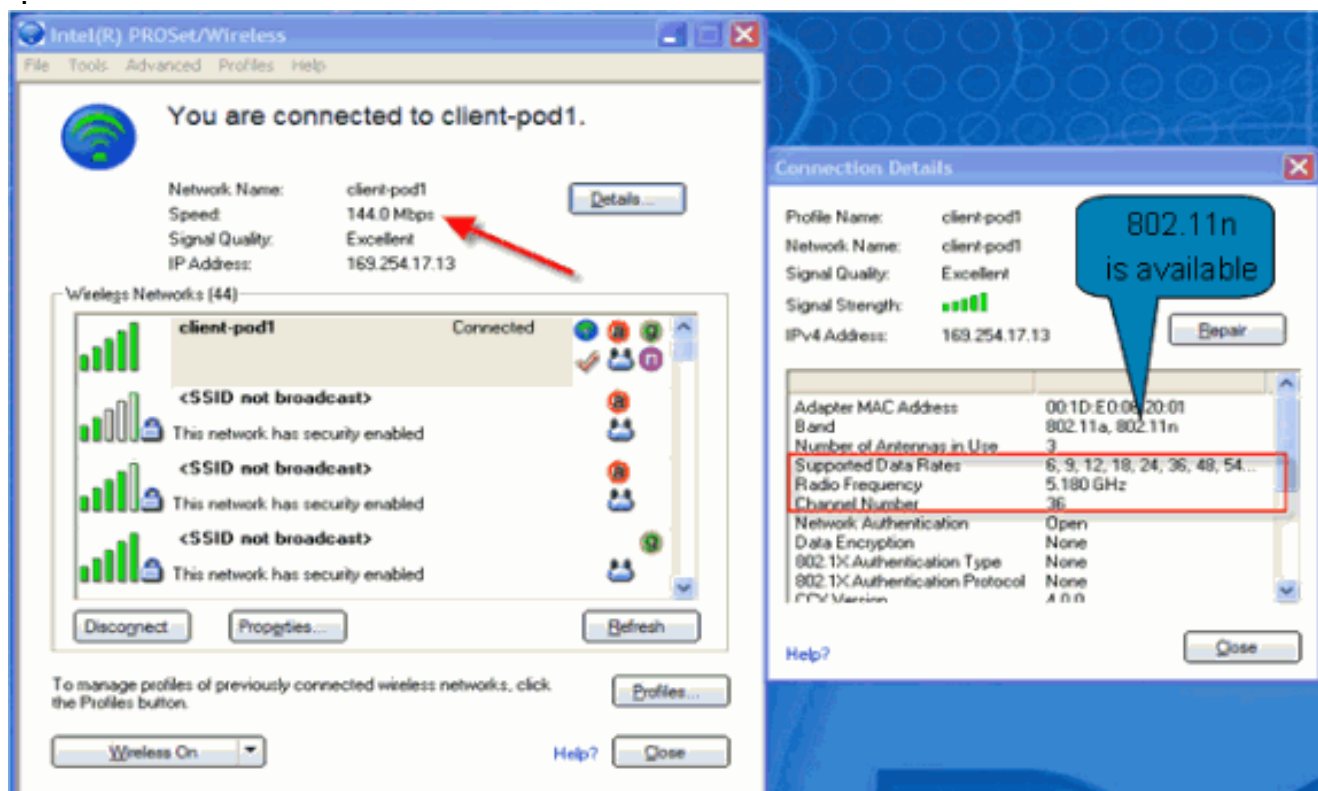 Intel(R) PROSet/Wireless
File Tools Advanced Profiles Help
You are connected to client-pod1.
Network Name: client-pod1
Speed: 144.0 Mbps
Signal Quality: Excellent
IP Address: 169.254.17.13
Details...
Wireless Networks (44)
client-pod1 Connected
a g
n
<SSID not broadcast>
a
This network has security enabled
<SSID not broadcast>
a
This network has security enabled
<SSID not broadcast>
g
This network has security enabled
Disconnect Properties... Refresh
To manage profiles of previously connected wireless networks, click
the Profiles button.
Profiles...
Wireless On Help? Close
Connection Details
Profile Name: client-pod1
Network Name: client-pod1
Signal Quality: Excellent
Signal Strength:
IPv4 Address: 169.254.17.13
Repair
802.11n
is available
Adapter MAC Address 00:1D:E0:06:20:01
Band 802.11a, 802.11n
Number of Antennas in Use 3
Supported Data Rates 6, 9, 12, 18, 24, 36, 48, 54...
Radio Frequency 5.180 GHz
Channel Number 36
Network Authentication Open
Data Encryption None
802.1X Authentication Type None
802.1X Authentication Protocol None
CCX Version 4.0.0
Help? Close